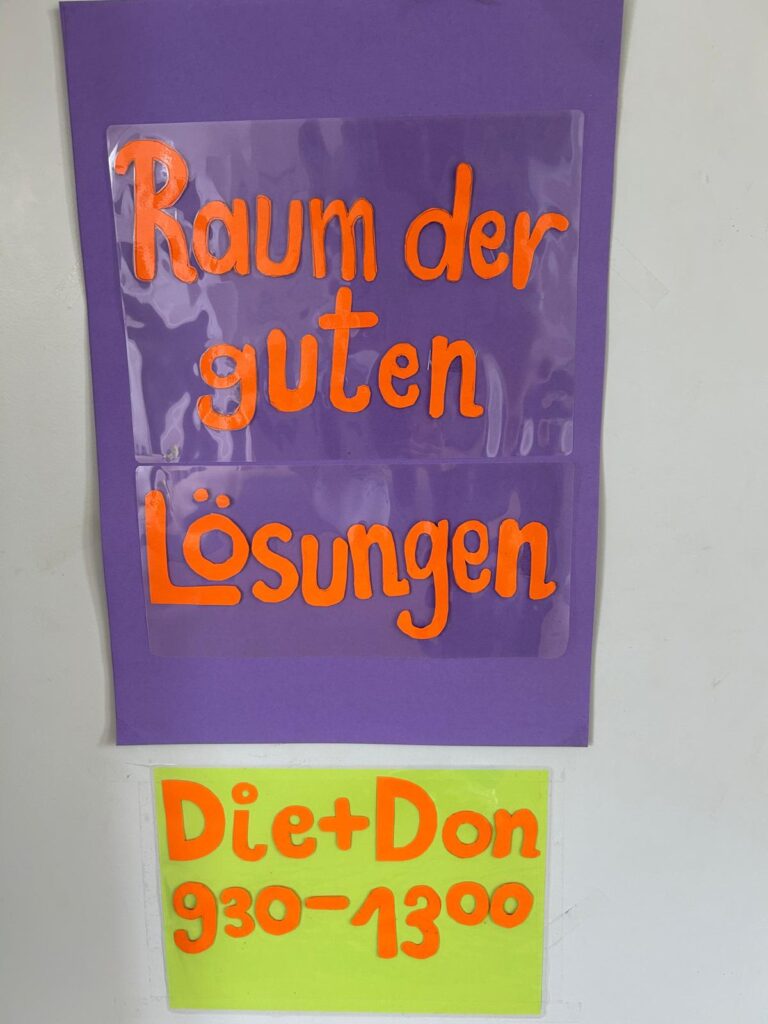 Raum der
guten
Lösungen
Die+Don
930-1300